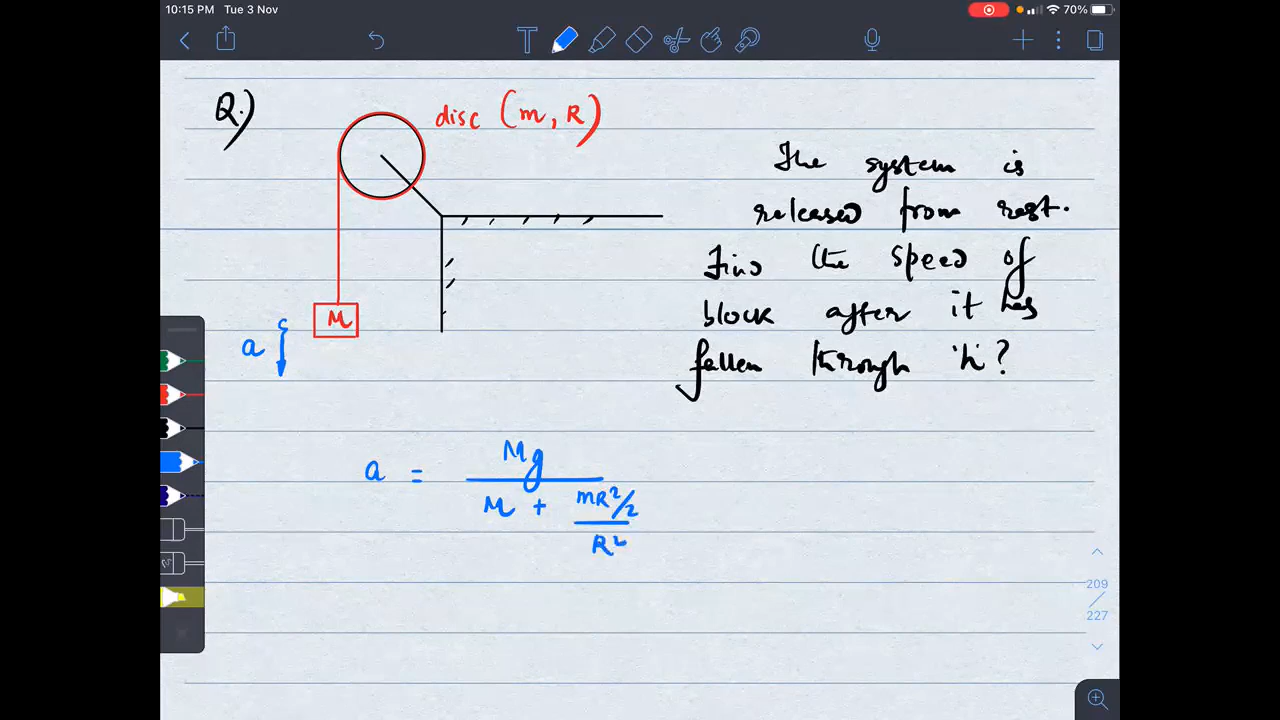 10:15 PM Tue 3 Nov
70%
T
Q.)
disc (m, R)
The system is
released from rest.
Find the speed of
block after it has
fallen through 'h'?
M
a
a = Mg
M + mR²/2
R²
209
227